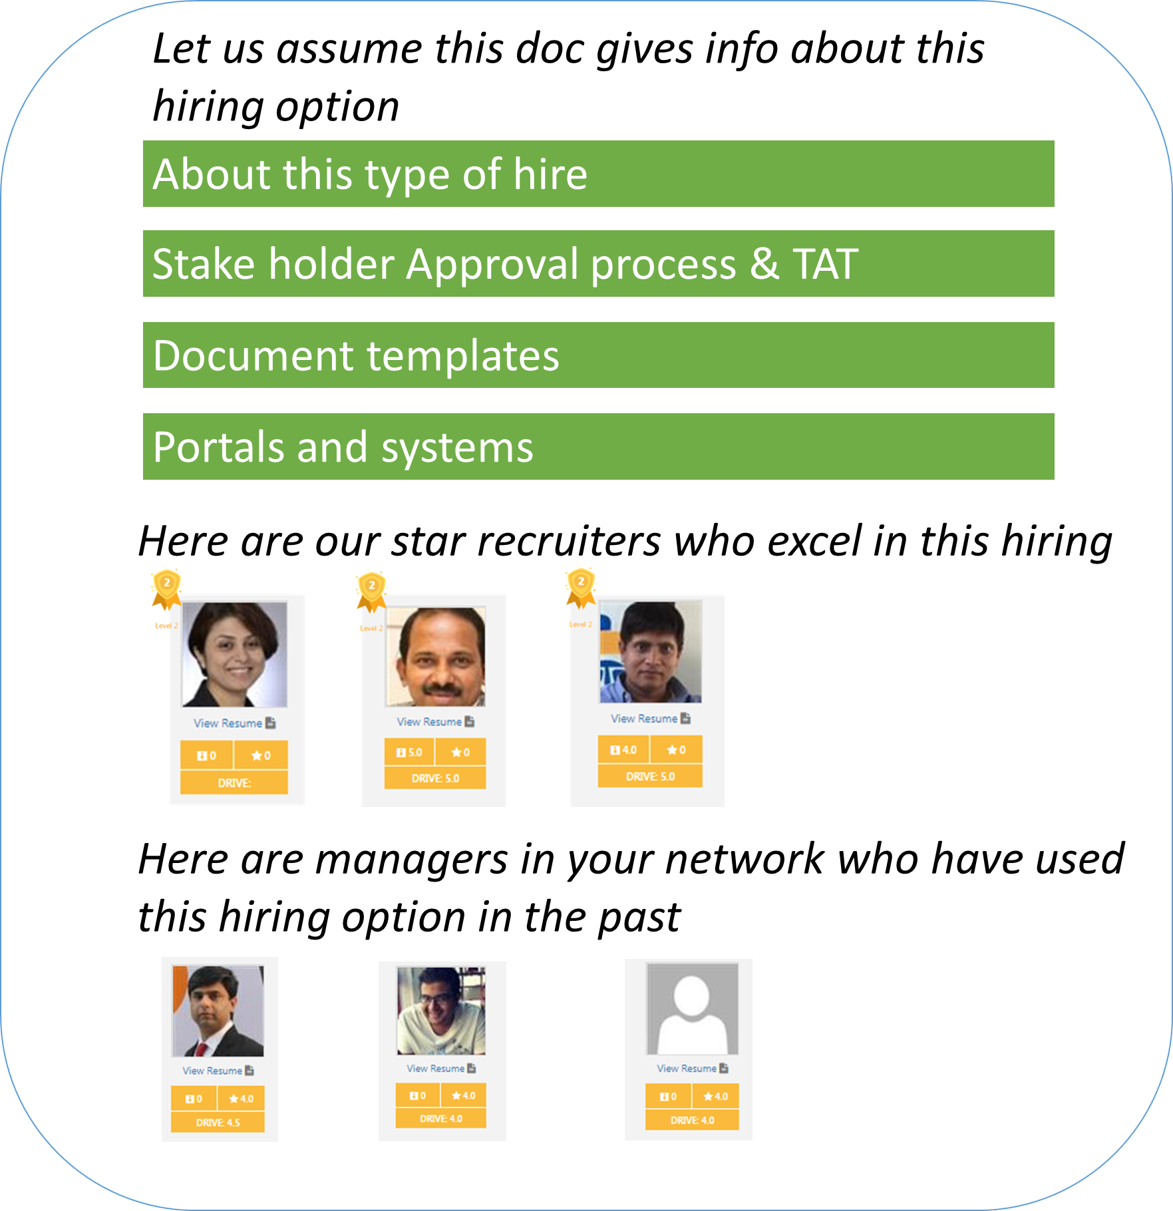 Let us assume this doc gives info about this
hiring option
About this type of hire
Stake holder Approval process & TAT
Document templates
Portals and systems
Here are our star recruiters who excel in this hiring
2 2 2
Level 2 Level 2 Level 2
View Resume View Resume View Resume
0 0 5.0 0 4.0 0
DRIVE: DRIVE: 5.0 DRIVE: 5.0
Here are managers in your network who have used
this hiring option in the past
View Resume View Resume View Resume
0 4.0 0 4.0 0 4.0
DRIVE: 4.5 DRIVE: 4.0 DRIVE: 4.0